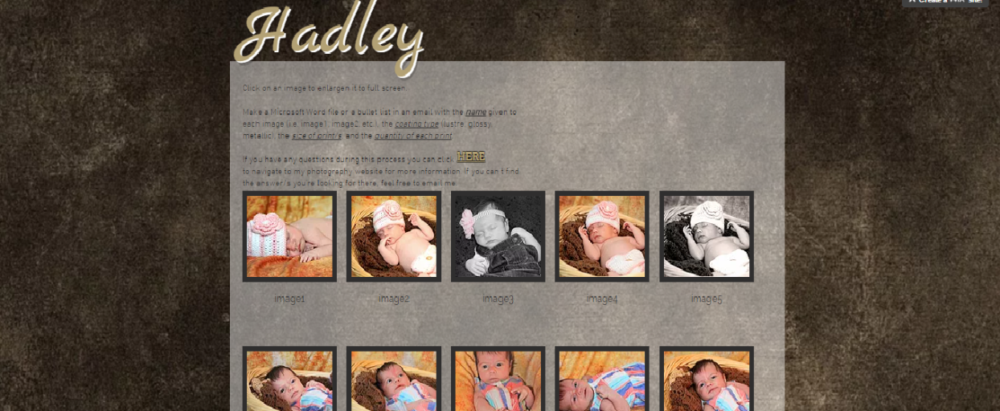 Create a WIX site!
Hadley
Click on an image to enlargen it to full screen.
Make a Microsoft Word file or a bullet list in an email with the name given to
each image (i.e. image1, image2, etc.), the coating type (lustre, glossy,
metallic), the size of print/s, and the quantity of each print.
If you have any questions during this process you can click HERE
to navigate to my photography website for more information. If you can't find
the answer/s you're looking for there, feel free to email me.
image1 image2 image3 image4 image5